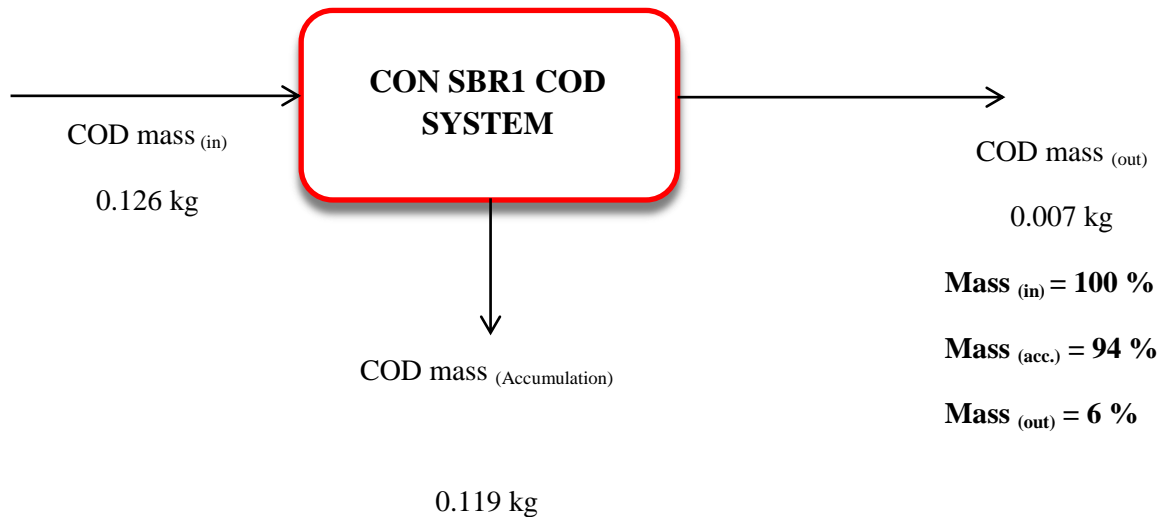 CON SBR1 COD
SYSTEM
COD mass (in)
0.126 kg
COD mass (out)
0.007 kg
Mass (in) = 100 %
Mass (acc.) = 94 %
Mass (out) = 6 %
COD mass (Accumulation)
0.119 kg